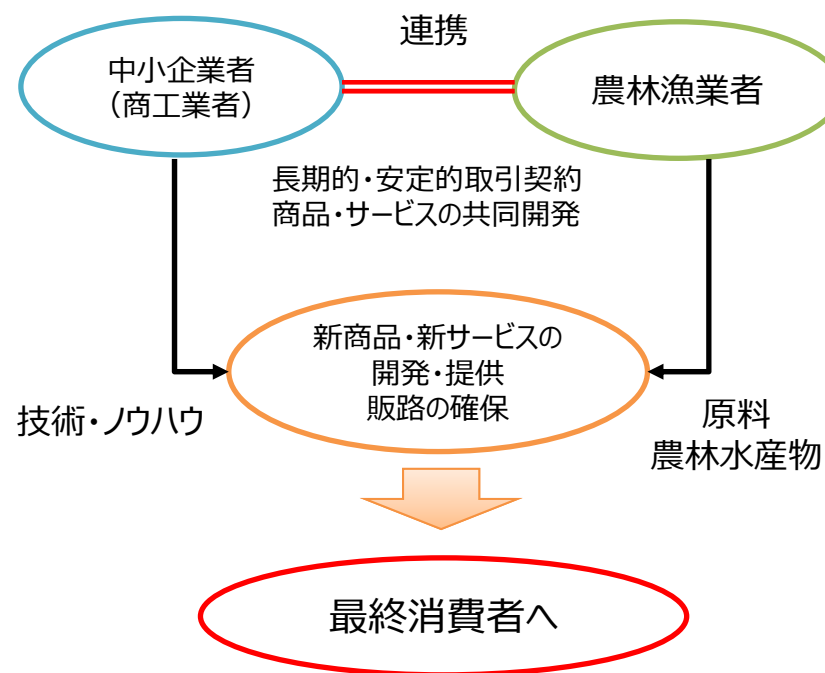 連携
中小企業者
（商工業者）
農林漁業者
長期的・安定的取引契約
商品・サービスの共同開発
新商品・新サービスの
開発・提供
販路の確保
技術・ノウハウ
原料
農林水産物
最終消費者へ